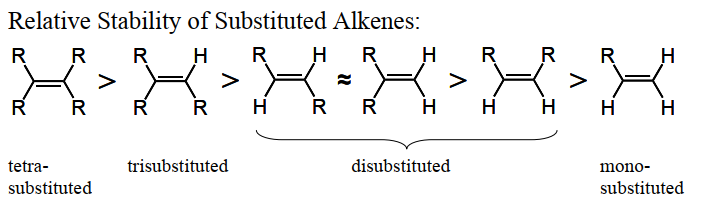 Relative Stability of Substituted Alkenes:
R R R H R H R H R R R H
> > ≈ > >
R R R R H R R H H H H H
tetra-
substituted
trisubstituted
disubstituted
mono-
substituted